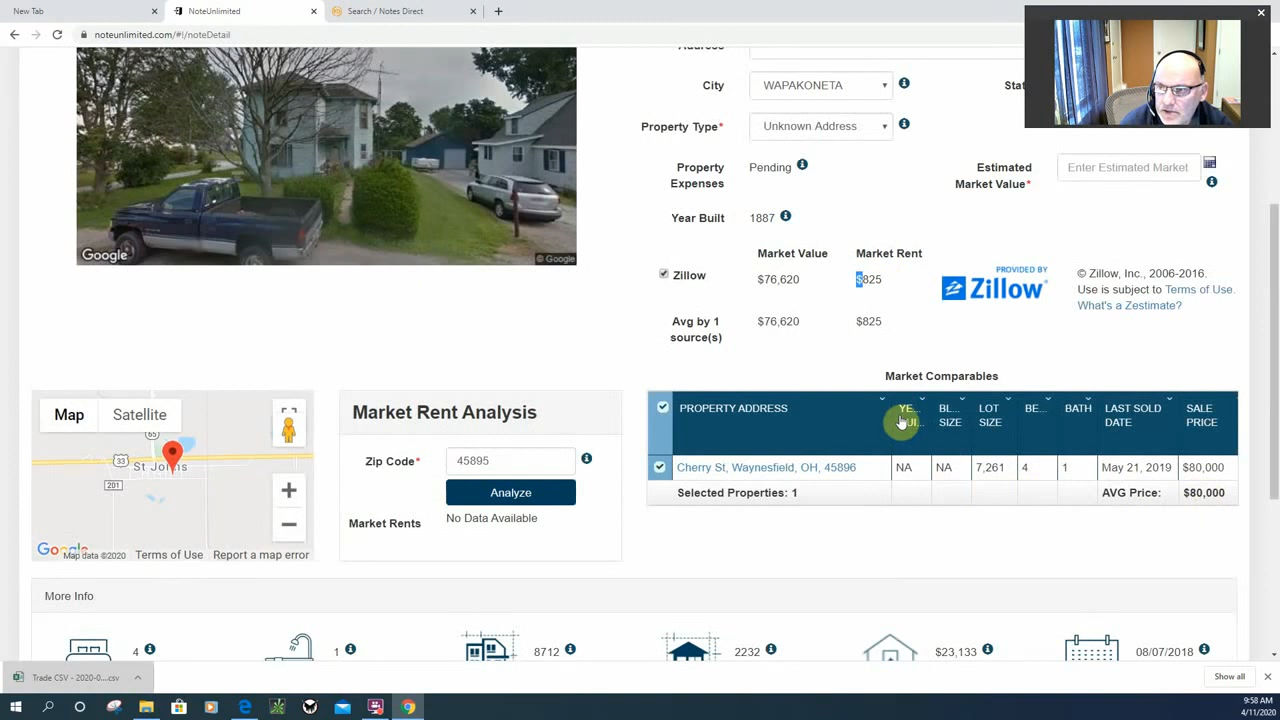 New Tab
NoteUnlimited
Search / Notes Direct
noteunlimited.com/#!/noteDetail
Google
© Google
City
WAPAKONETA
Property Type*
Unknown Address
Property Expenses
Pending
Estimated Market Value*
Enter Estimated Market
Year Built
1887
Market Value
Market Rent
Zillow
$76,620
$825
PROVIDED BY
Zillow
© Zillow, Inc., 2006-2016.
Use is subject to Terms of Use.
What's a Zestimate?
Avg by 1 source(s)
$76,620
$825
Market Comparables
Map
Satellite
65
33
St Johns
201
Google
Map data ©2020
Terms of Use
Report a map error
Market Rent Analysis
Zip Code*
45895
Analyze
Market Rents
No Data Available
PROPERTY ADDRESS
YE...
BL... SIZE
LOT SIZE
BE...
BATH
LAST SOLD DATE
SALE PRICE
Cherry St, Waynesfield, OH, 45896
NA
NA
7,261
4
1
May 21, 2019
$80,000
Selected Properties: 1
AVG Price:
$80,000
More Info
4
1
8712
2232
$23,133
08/07/2018
Trade CSV - 2020-0....csv
Show all
9:58 AM
4/11/2020